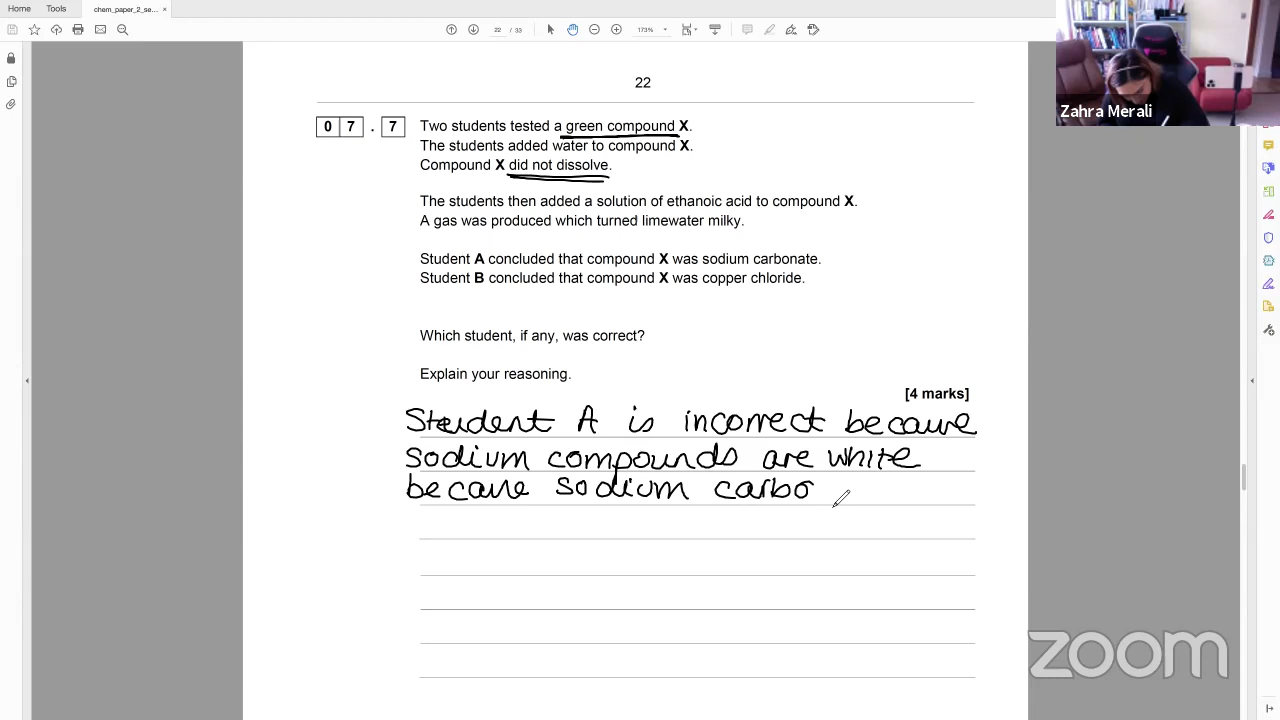 Home Tools chem_paper_2_se... ×
22 / 33 173%
Zahra Merali
22
0 7 . 7 Two students tested a green compound X.
The students added water to compound X.
Compound X did not dissolve.
The students then added a solution of ethanoic acid to compound X.
A gas was produced which turned limewater milky.
Student A concluded that compound X was sodium carbonate.
Student B concluded that compound X was copper chloride.
Which student, if any, was correct?
Explain your reasoning.
[4 marks]
Student A is incorrect because
sodium compounds are white
because sodium carbo
zoom